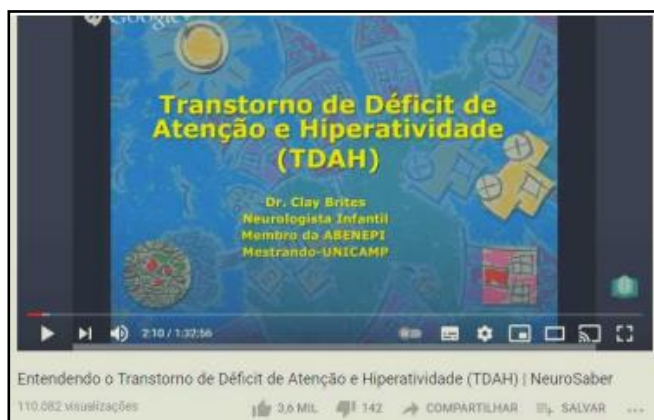 Google+
Transtorno de Déficit de
Atenção e Hiperatividade
(TDAH)
Dr. Clay Brites
Neurologista Infantil
Membro da ABENEPI
Mestrando-UNICAMP
2:10 / 1:32:56
Entendendo o Transtorno de Déficit de Atenção e Hiperatividade (TDAH) | NeuroSaber
110.682 visualizações 3,6 MIL 142 COMPARTILHAR SALVAR